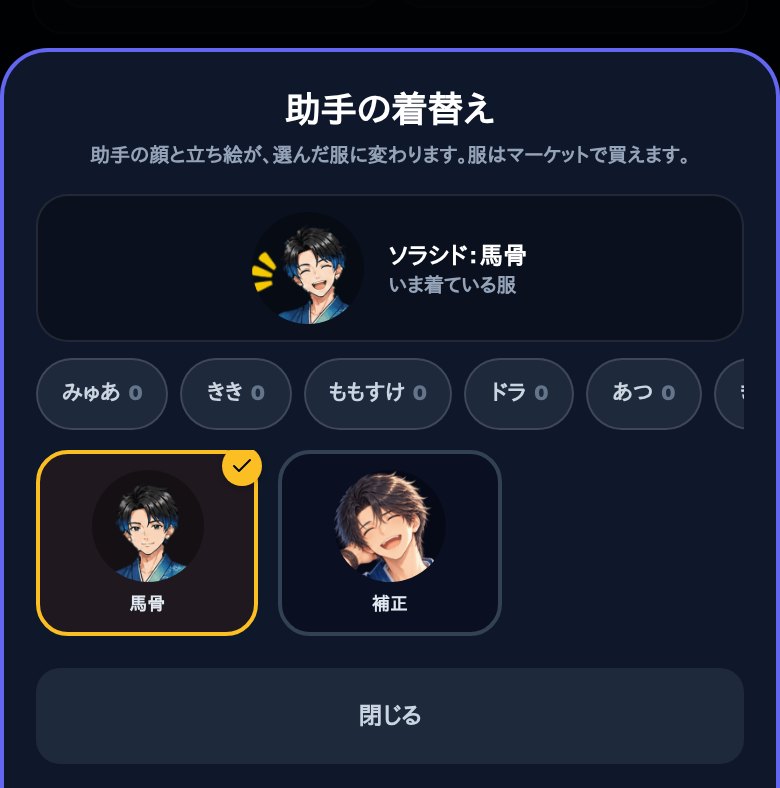 助手の着替え
助手の顔と立ち絵が、選んだ服に変わります。服はマーケットで買えます。
ソラシド：馬骨
いま着ている服
みゅあ 0
きき 0
ももすけ 0
ドラ 0
あつ 0
馬骨
補正
閉じる